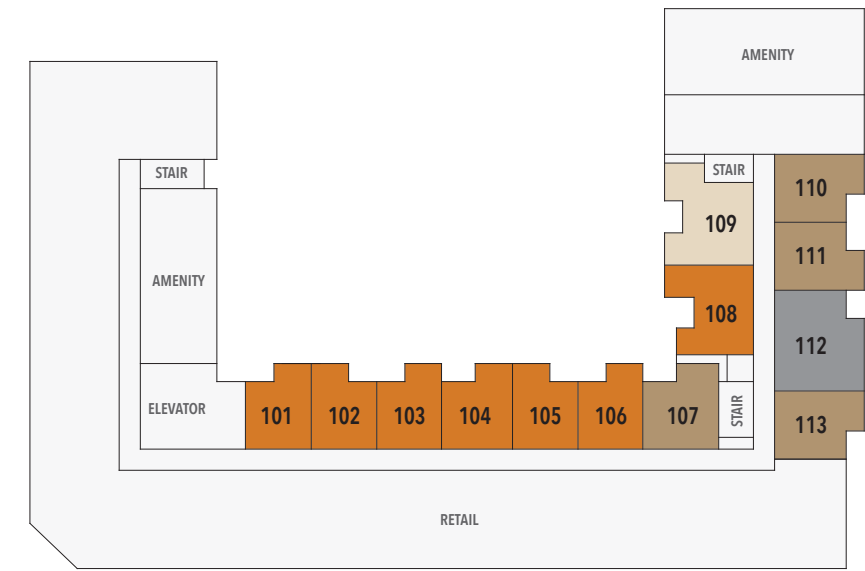 AMENITY
STAIR
STAIR
110
109
111
AMENITY
108
112
ELEVATOR
101
102
103
104
105
106
107
STAIR
113
RETAIL